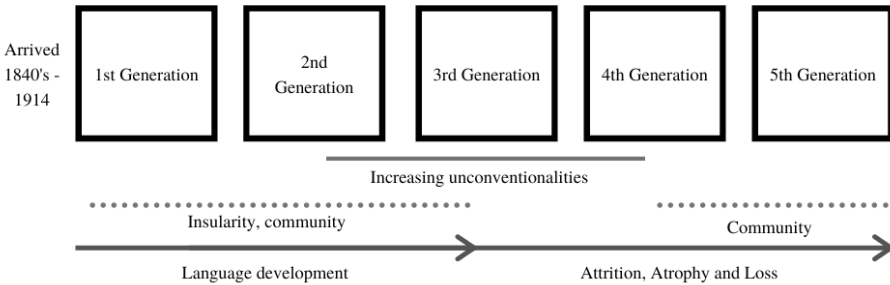 Arrived
1840's -
1914
1st Generation
2nd
Generation
3rd Generation
4th Generation
5th Generation
Increasing unconventionalities
Insularity, community
Community
Language development
Attrition, Atrophy and Loss